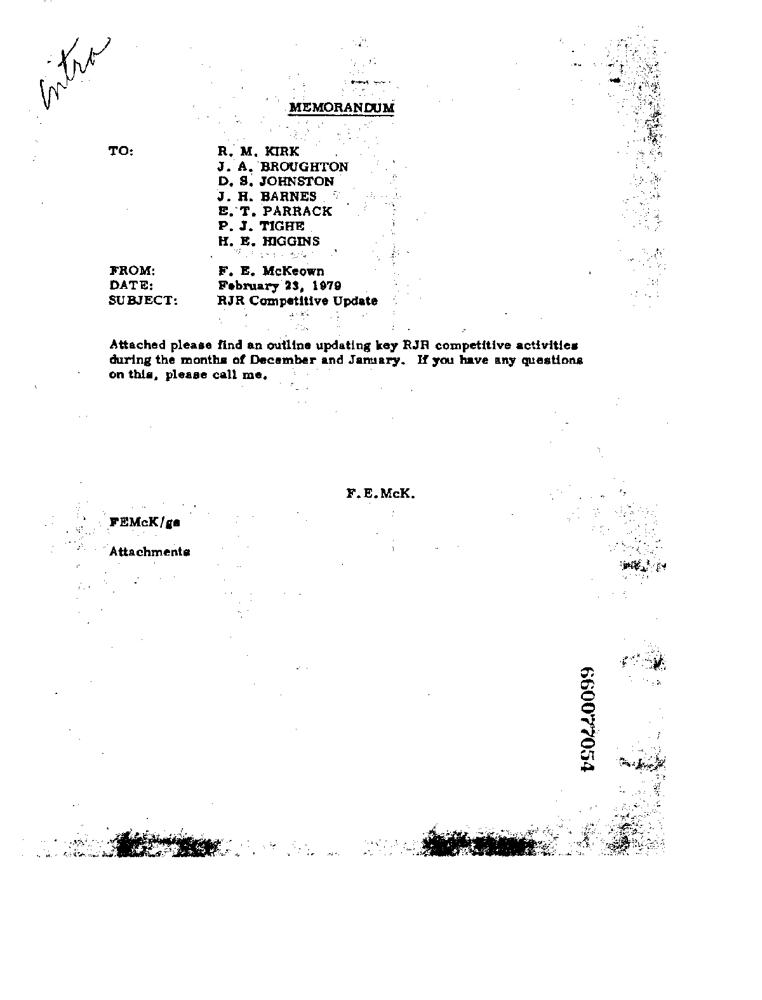 Intra
MEMORANDUM
TO: R. M. KIRK
J. A. BROUGHTON
D. S. JOHNSTON
J. H. BARNES
E. T. PARRACK
P. J. TIGHE
H. E. HIGGINS
FROM: F. E. McKeown
DATE: February 23, 1979
SUBJECT: RJR Competitive Update
Attached please find an outline updating key RJR competitive activities
during the months of December and January. If you have any questions
on this, please call me.
F.E.McK.
FEMcK/gs
Attachments
660077054